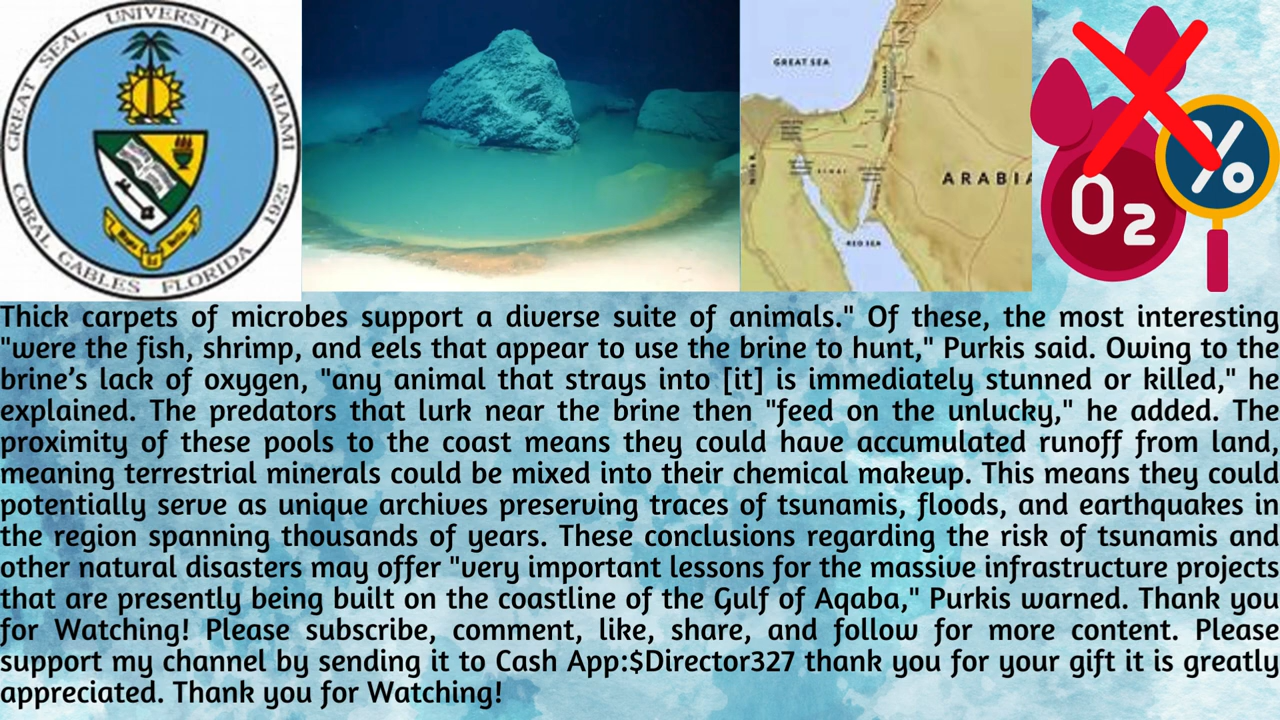 GREAT SEAL UNIVERSITY OF MIAMI
CORAL GABLES FLORIDA 1925
GREAT SEA
SINAI
ARABIA
RED SEA
O2
%
Thick carpets of microbes support a diverse suite of animals." Of these, the most interesting
"were the fish, shrimp, and eels that appear to use the brine to hunt," Purkis said. Owing to the
brine’s lack of oxygen, "any animal that strays into [it] is immediately stunned or killed," he
explained. The predators that lurk near the brine then "feed on the unlucky," he added. The
proximity of these pools to the coast means they could have accumulated runoff from land,
meaning terrestrial minerals could be mixed into their chemical makeup. This means they could
potentially serve as unique archives preserving traces of tsunamis, floods, and earthquakes in
the region spanning thousands of years. These conclusions regarding the risk of tsunamis and
other natural disasters may offer "very important lessons for the massive infrastructure projects
that are presently being built on the coastline of the Gulf of Aqaba," Purkis warned. Thank you
for Watching! Please subscribe, comment, like, share, and follow for more content. Please
support my channel by sending it to Cash App:$Director327 thank you for your gift it is greatly
appreciated. Thank you for Watching!